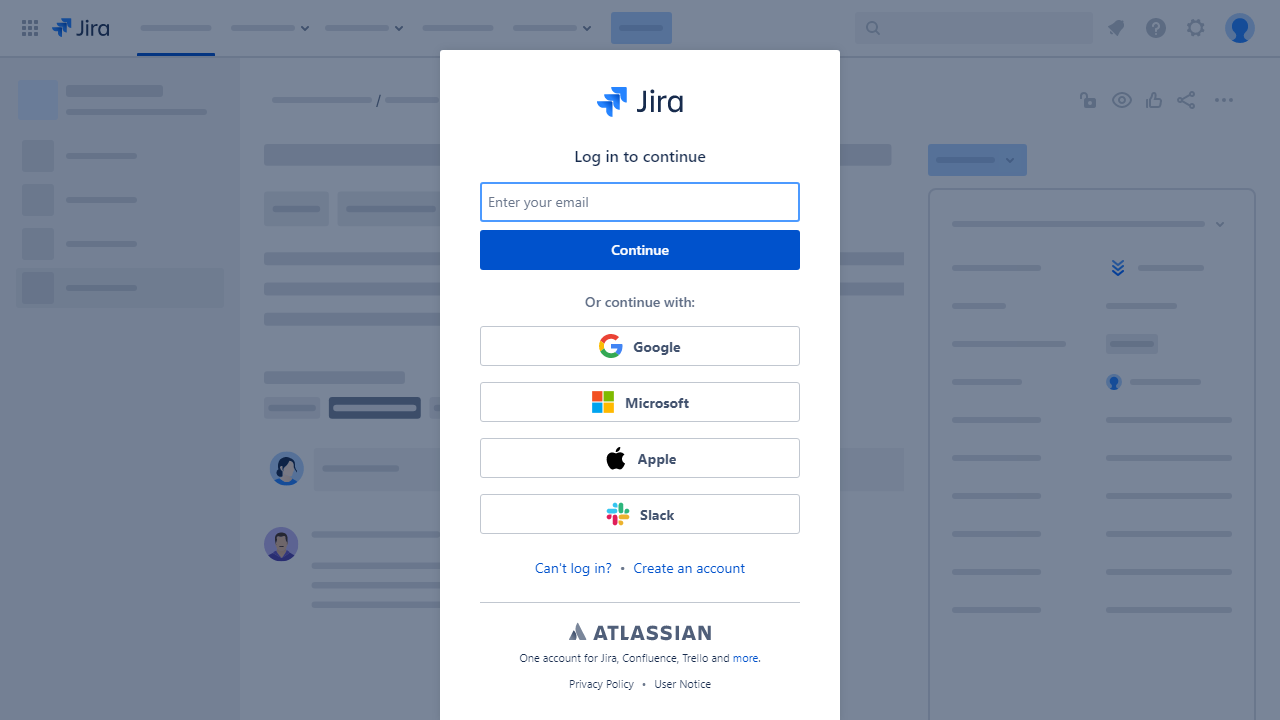 Jira
/
Jira
Log in to continue
Enter your email
Continue
Or continue with:
Google
Microsoft
Apple
Slack
Can't log in? • Create an account
ATLASSIAN
One account for Jira, Confluence, Trello and more.
Privacy Policy • User Notice